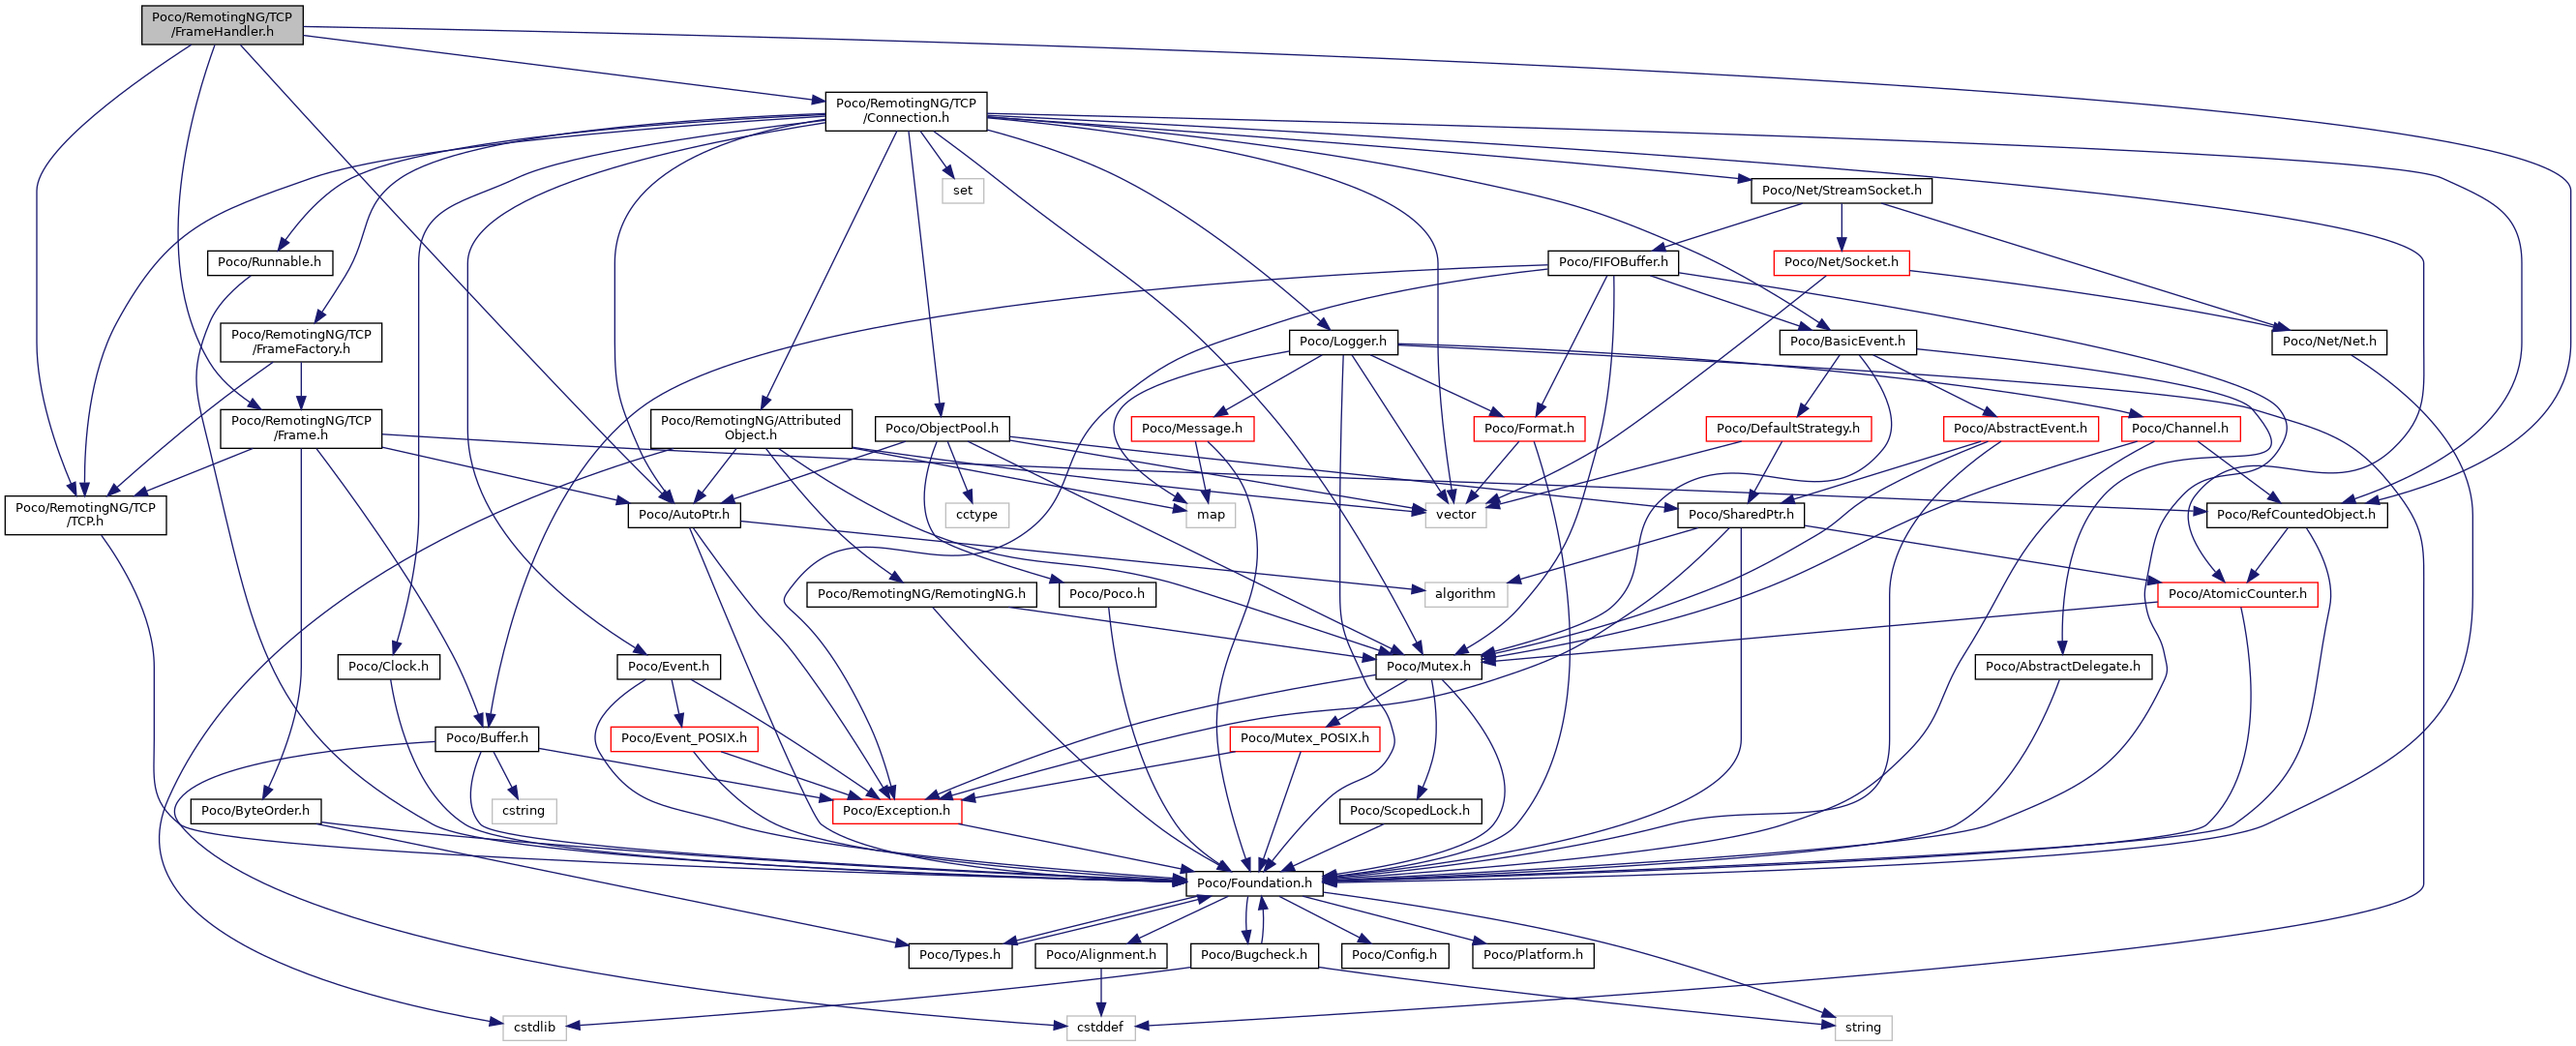 Poco/RemotingNG/TCP
/FrameHandler.h
Poco/RemotingNG/TCP
/Connection.h
set
Poco/Net/StreamSocket.h
Poco/Runnable.h
Poco/FIFOBuffer.h
Poco/Net/Socket.h
Poco/RemotingNG/TCP
/FrameFactory.h
Poco/Logger.h
Poco/BasicEvent.h
Poco/Net/Net.h
Poco/RemotingNG/TCP
/Frame.h
Poco/RemotingNG/Attributed
Object.h
Poco/ObjectPool.h
Poco/Message.h
Poco/Format.h
Poco/DefaultStrategy.h
Poco/AbstractEvent.h
Poco/Channel.h
Poco/RemotingNG/TCP
/TCP.h
Poco/AutoPtr.h
cctype
map
vector
Poco/SharedPtr.h
Poco/RefCountedObject.h
Poco/RemotingNG/RemotingNG.h
Poco/Poco.h
algorithm
Poco/AtomicCounter.h
Poco/Clock.h
Poco/Event.h
Poco/Mutex.h
Poco/AbstractDelegate.h
Poco/Buffer.h
Poco/Event_POSIX.h
Poco/Mutex_POSIX.h
Poco/ByteOrder.h
cstring
Poco/Exception.h
Poco/ScopedLock.h
Poco/Foundation.h
Poco/Types.h
Poco/Alignment.h
Poco/Bugcheck.h
Poco/Config.h
Poco/Platform.h
cstdlib
cstddef
string